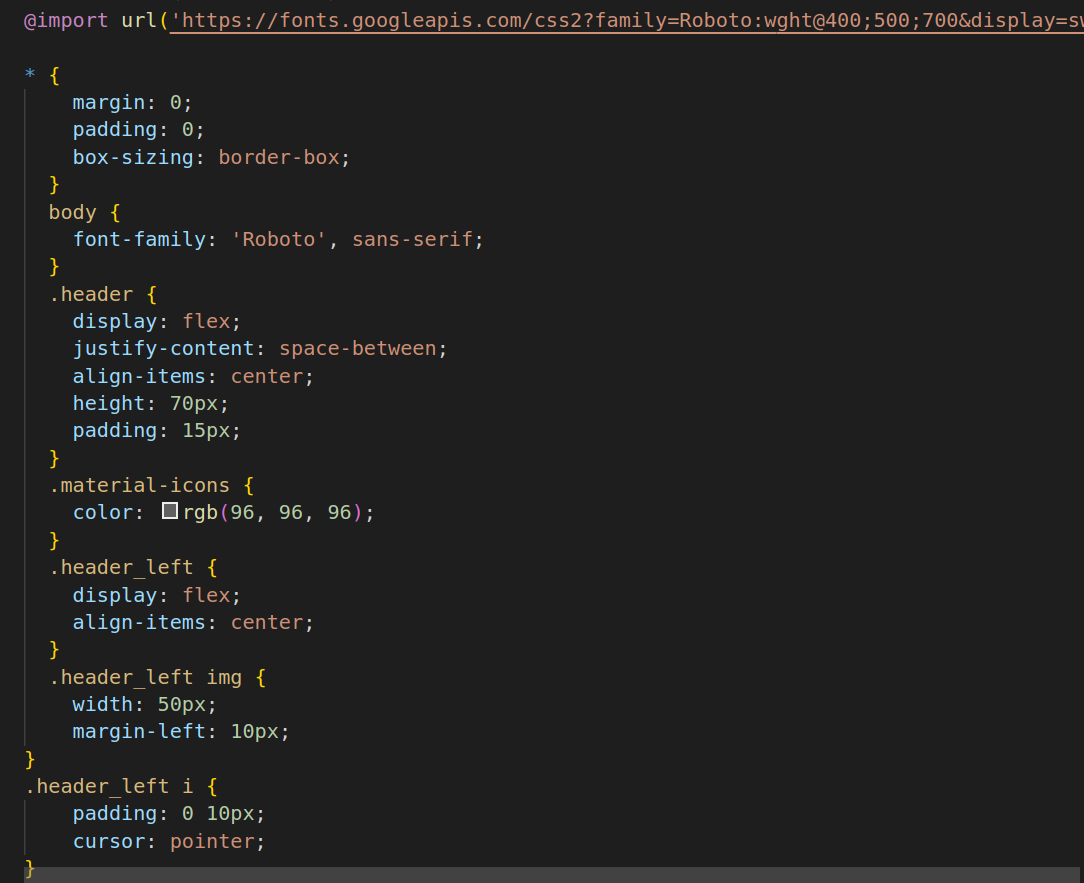 @import url('https://fonts.googleapis.com/css2?family=Roboto:wght@400;500;700&display=sw
* {
    margin: 0;
    padding: 0;
    box-sizing: border-box;
  }
  body {
    font-family: 'Roboto', sans-serif;
  }
  .header {
    display: flex;
    justify-content: space-between;
    align-items: center;
    height: 70px;
    padding: 15px;
  }
  .material-icons {
    color: rgb(96, 96, 96);
  }
  .header_left {
    display: flex;
    align-items: center;
  }
  .header_left img {
    width: 50px;
    margin-left: 10px;
}
.header_left i {
    padding: 0 10px;
    cursor: pointer;
}